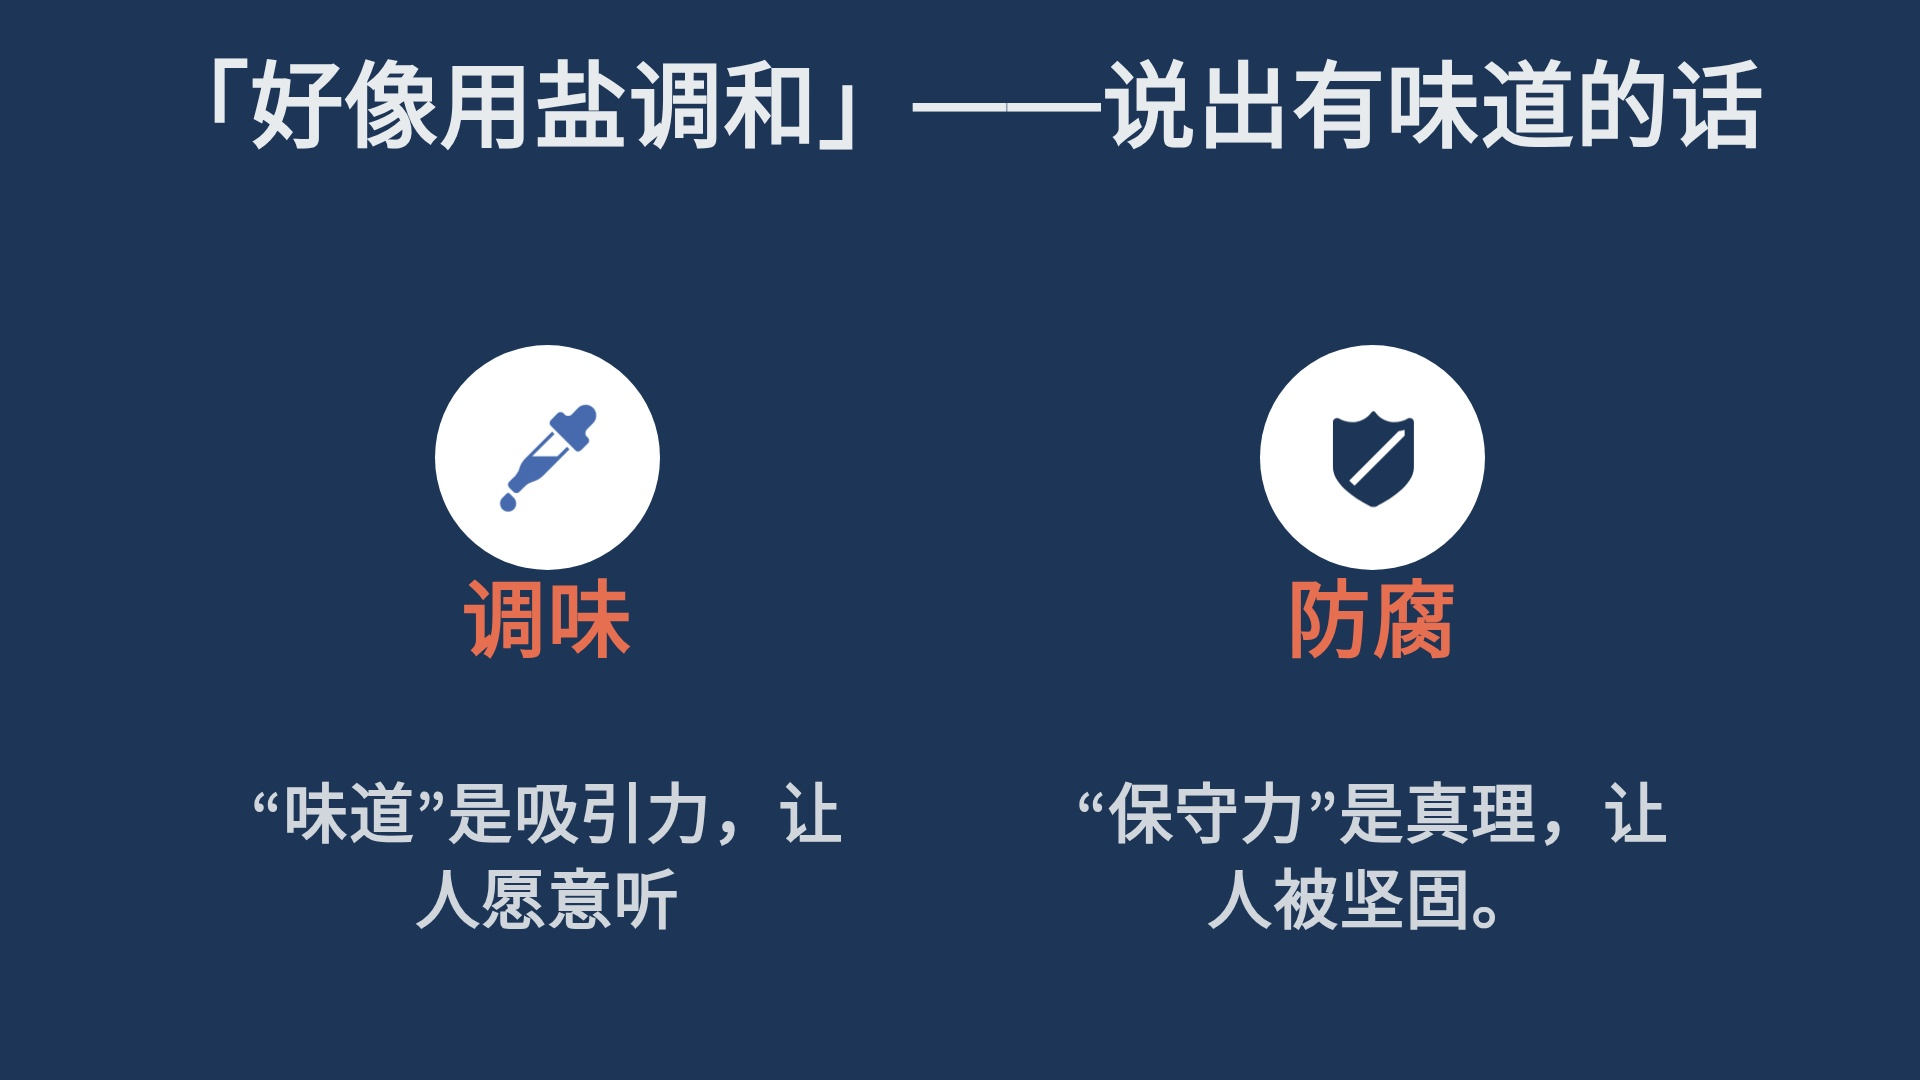 「好像用盐调和」——说出有味道的话
调味
“味道”是吸引力，让
人愿意听
防腐
“保守力”是真理，让
人被坚固。